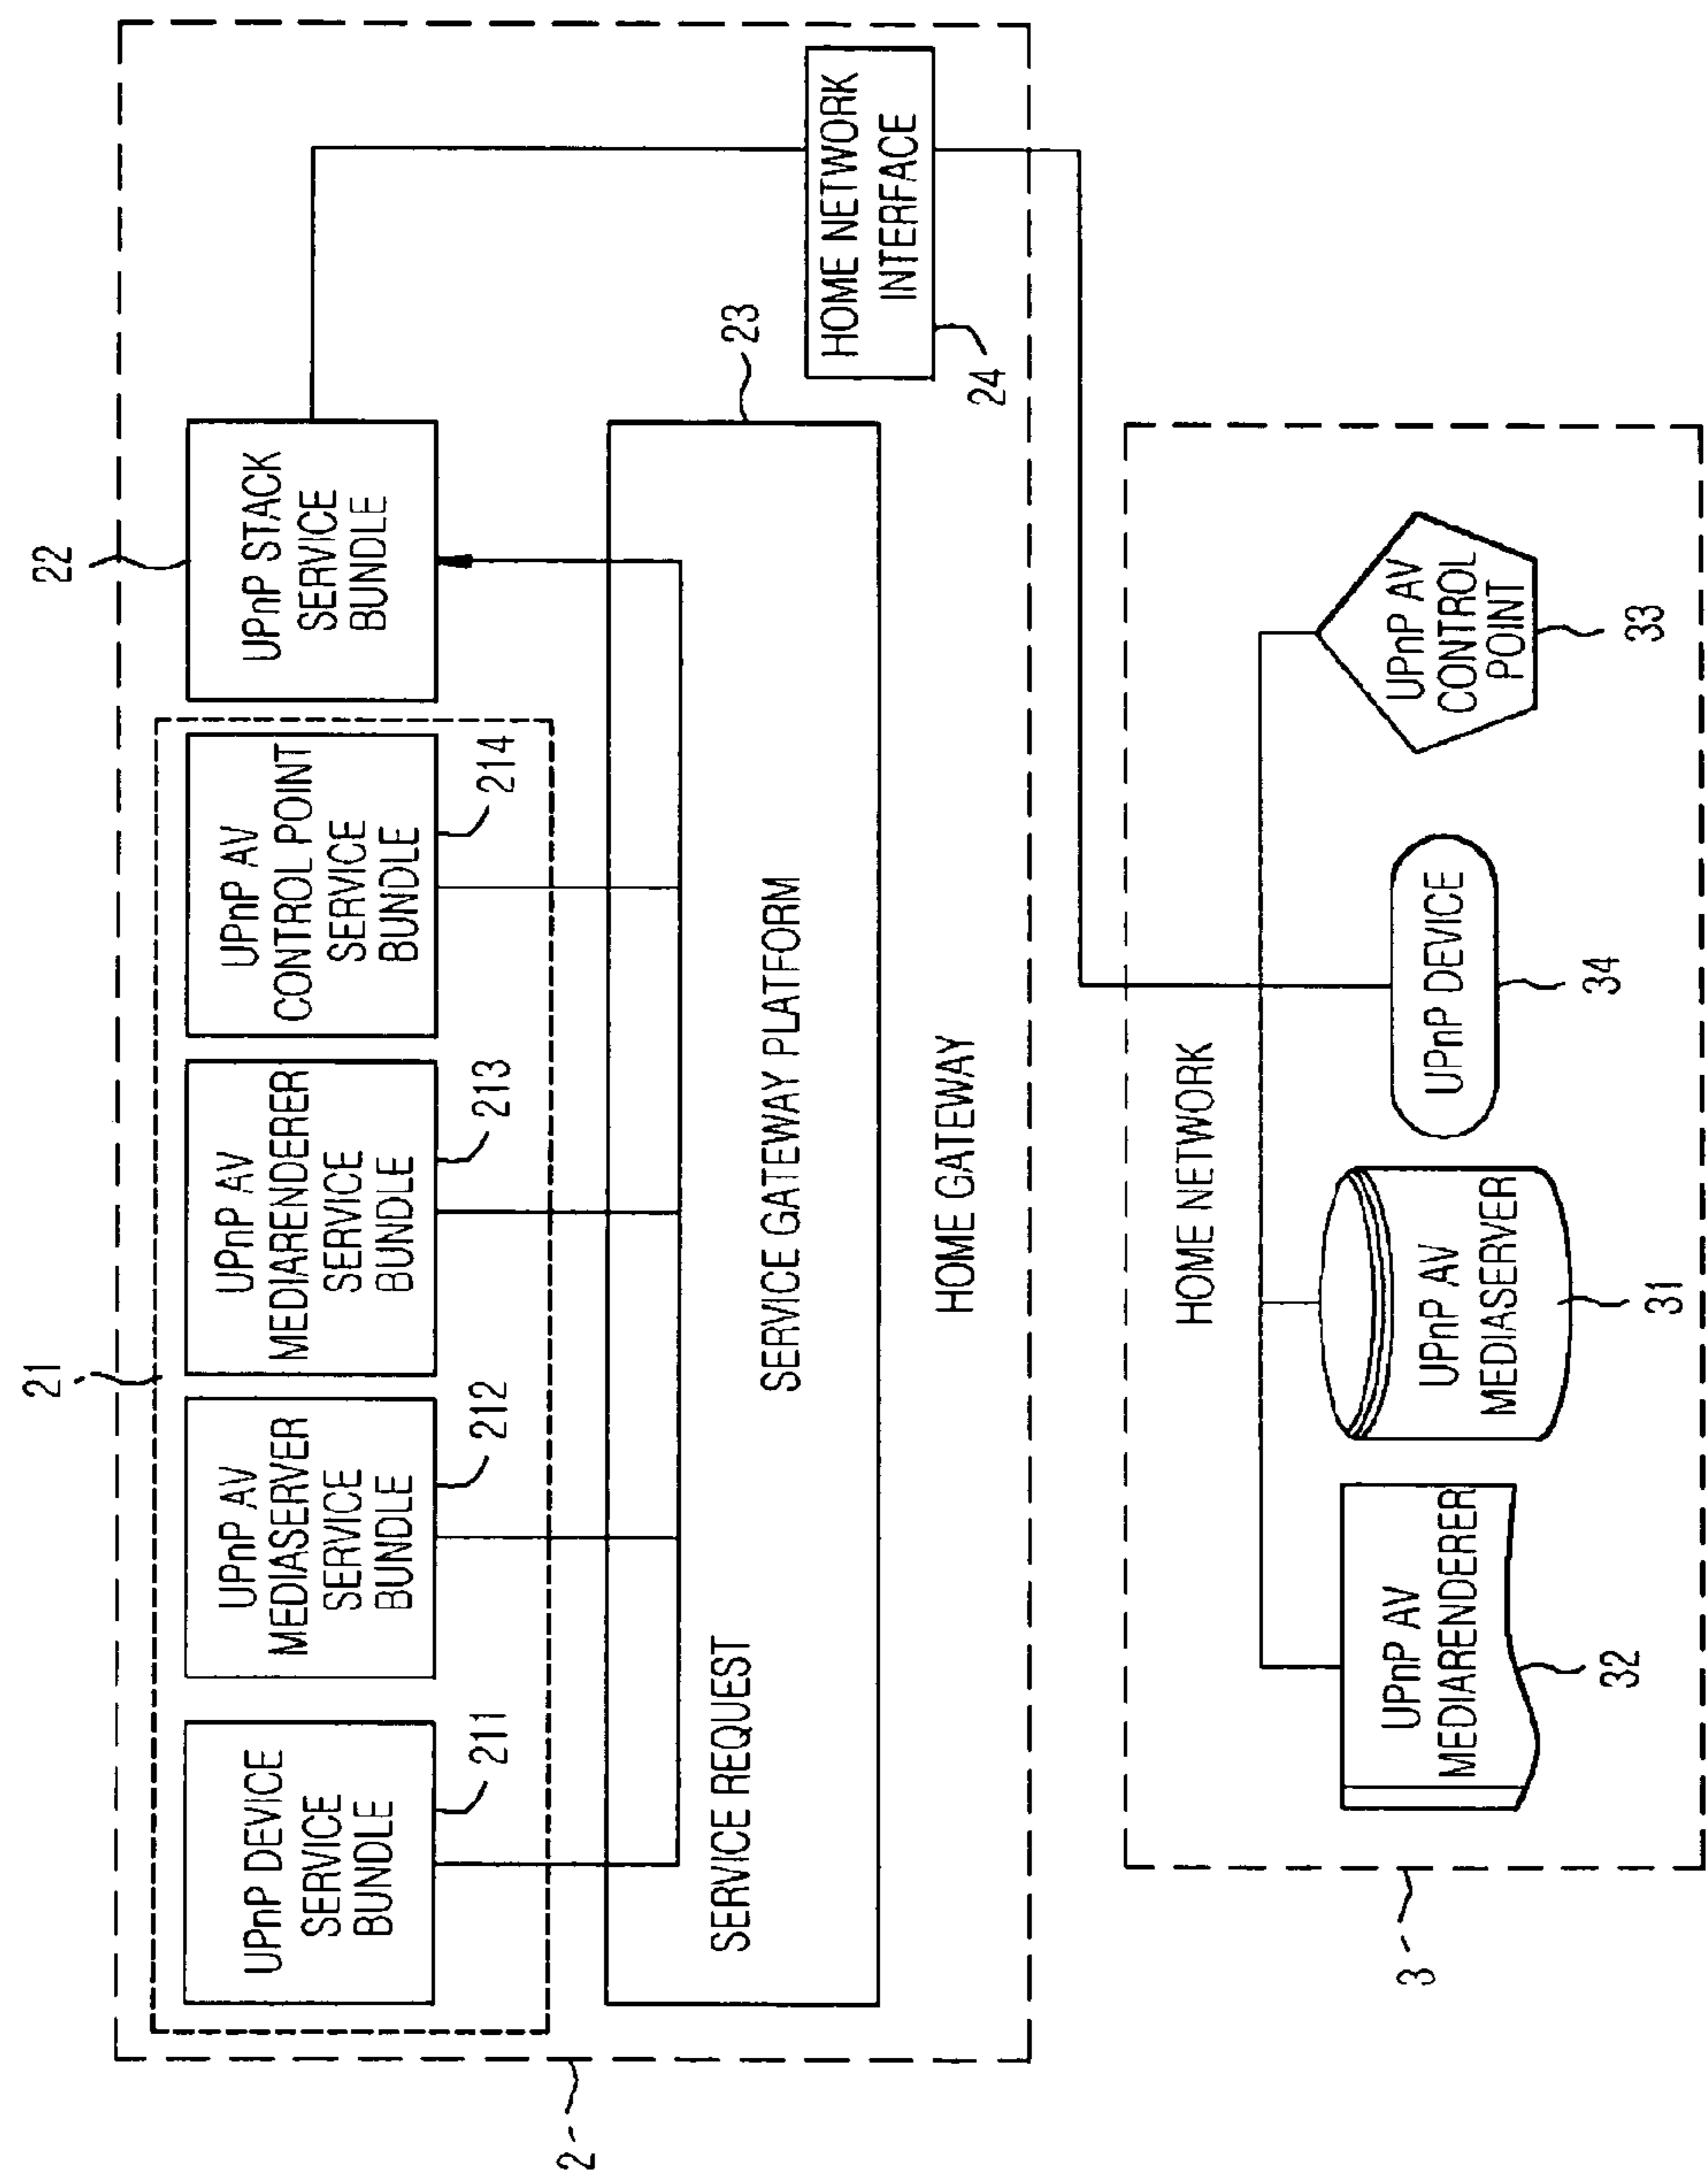 21
22
UPnP DEVICE
SERVICE
BUNDLE
211
UPnP AV
MEDIASERVER
SERVICE
BUNDLE
212
UPnP AV
MEDIARENDERER
SERVICE
BUNDLE
213
UPnP AV
CONTROL POINT
SERVICE
BUNDLE
214
UPnP STACK
SERVICE
BUNDLE
2
SERVICE REQUEST
SERVICE GATEWAY PLATFORM
23
HOME NETWORK
INTERFACE
24
HOME GATEWAY
HOME NETWORK
3
UPnP AV
MEDIARENDERER
32
UPnP AV
MEDIASERVER
31
UPnP DEVICE
34
UPnP AV
CONTROL
POINT
33